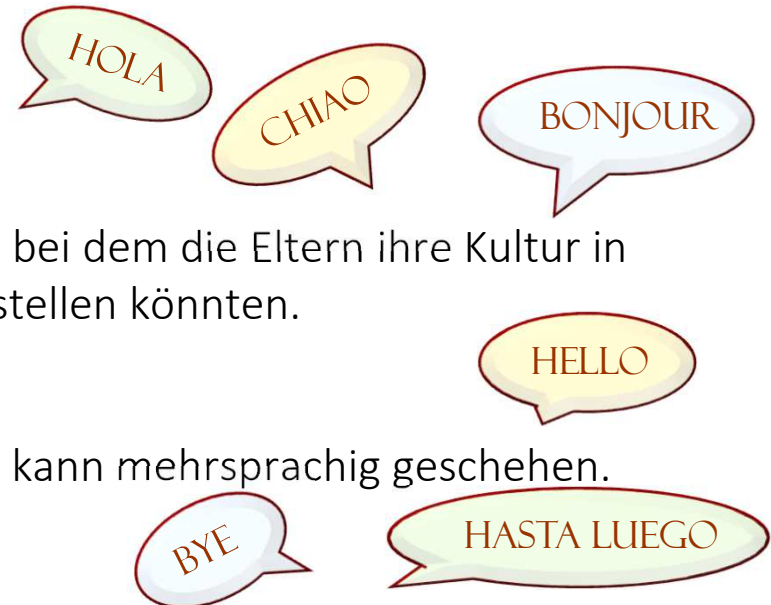 HOLA
CHIAO
BONJOUR
bei dem die Eltern ihre Kultur in
stellen könnten.
HELLO
kann mehrsprachig geschehen.
BYE
HASTA LUEGO